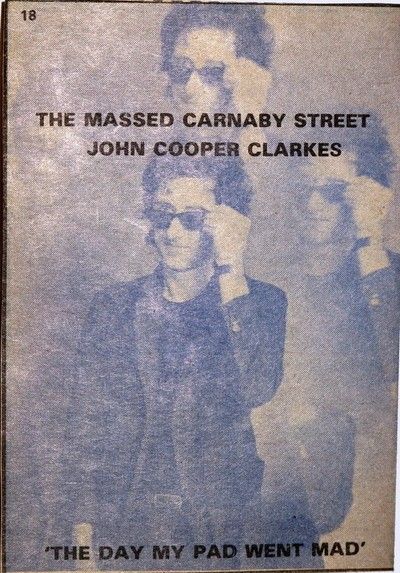 18
THE MASSED CARNABY STREET
JOHN COOPER CLARKES
'THE DAY MY PAD WENT MAD'